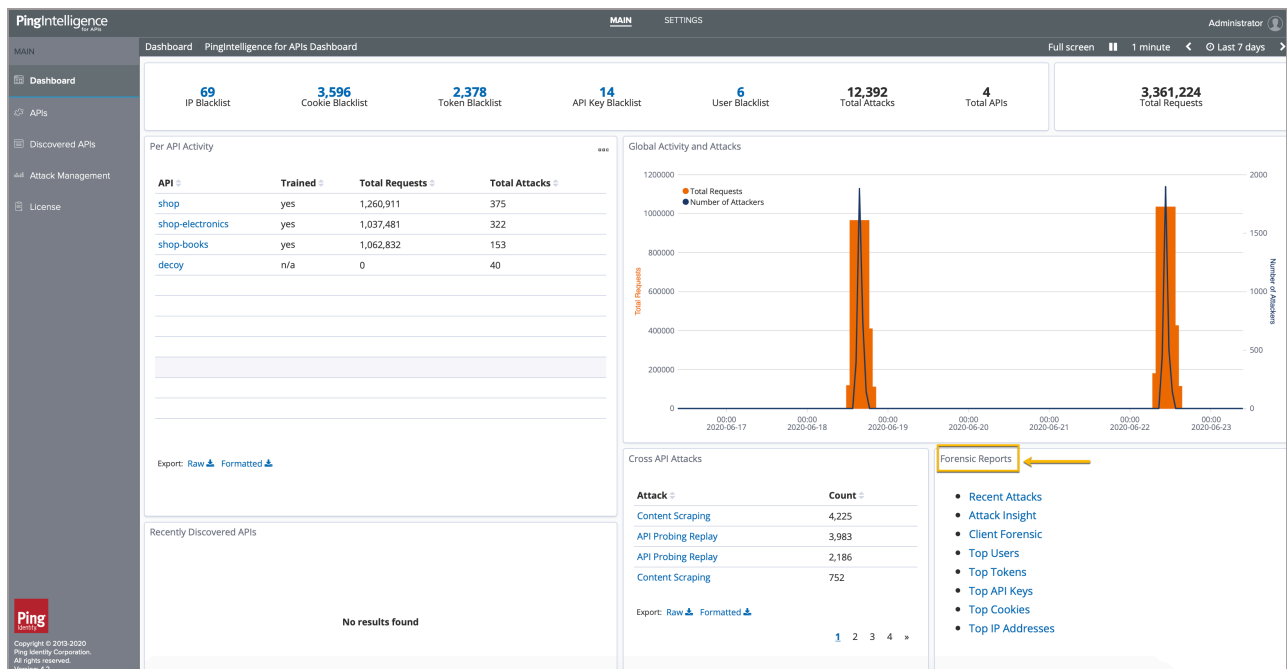 PingIntelligence
for APIs
MAIN SETTINGS
Administrator
MAIN
Dashboard PingIntelligence for APIs Dashboard
Full screen 1 minute Last 7 days
Dashboard
APIs
Discovered APIs
Attack Management
License
69
IP Blacklist
3,596
Cookie Blacklist
2,378
Token Blacklist
14
API Key Blacklist
6
User Blacklist
12,392
Total Attacks
4
Total APIs
3,361,224
Total Requests
Per API Activity
API Trained Total Requests Total Attacks
shop yes 1,260,911 375
shop-electronics yes 1,037,481 322
shop-books yes 1,062,832 153
decoy n/a 0 40
Export: Raw Formatted
Global Activity and Attacks
Total Requests
Number of Attackers
1200000
1000000
800000
600000
400000
200000
0
Total Requests
2000
1500
1000
500
0
Number of Attackers
00:00 00:00 00:00 00:00 00:00 00:00 00:00
2020-06-17 2020-06-18 2020-06-19 2020-06-20 2020-06-21 2020-06-22 2020-06-23
Recently Discovered APIs
No results found
Cross API Attacks
Attack Count
Content Scraping 4,225
API Probing Replay 3,983
API Probing Replay 2,186
Content Scraping 752
Export: Raw Formatted
1 2 3 4 »
Forensic Reports
Recent Attacks
Attack Insight
Client Forensic
Top Users
Top Tokens
Top API Keys
Top Cookies
Top IP Addresses
Ping
Identity
Copyright © 2013-2020
Ping Identity Corporation.
All rights reserved.
Version: 4.2